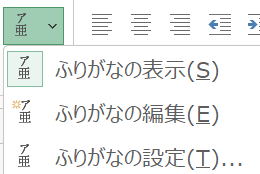 ア
亜
ア
亜 ふりがなの表示(S)
ア
亜 ふりがなの編集(E)
ア
亜 ふりがなの設定(T)...